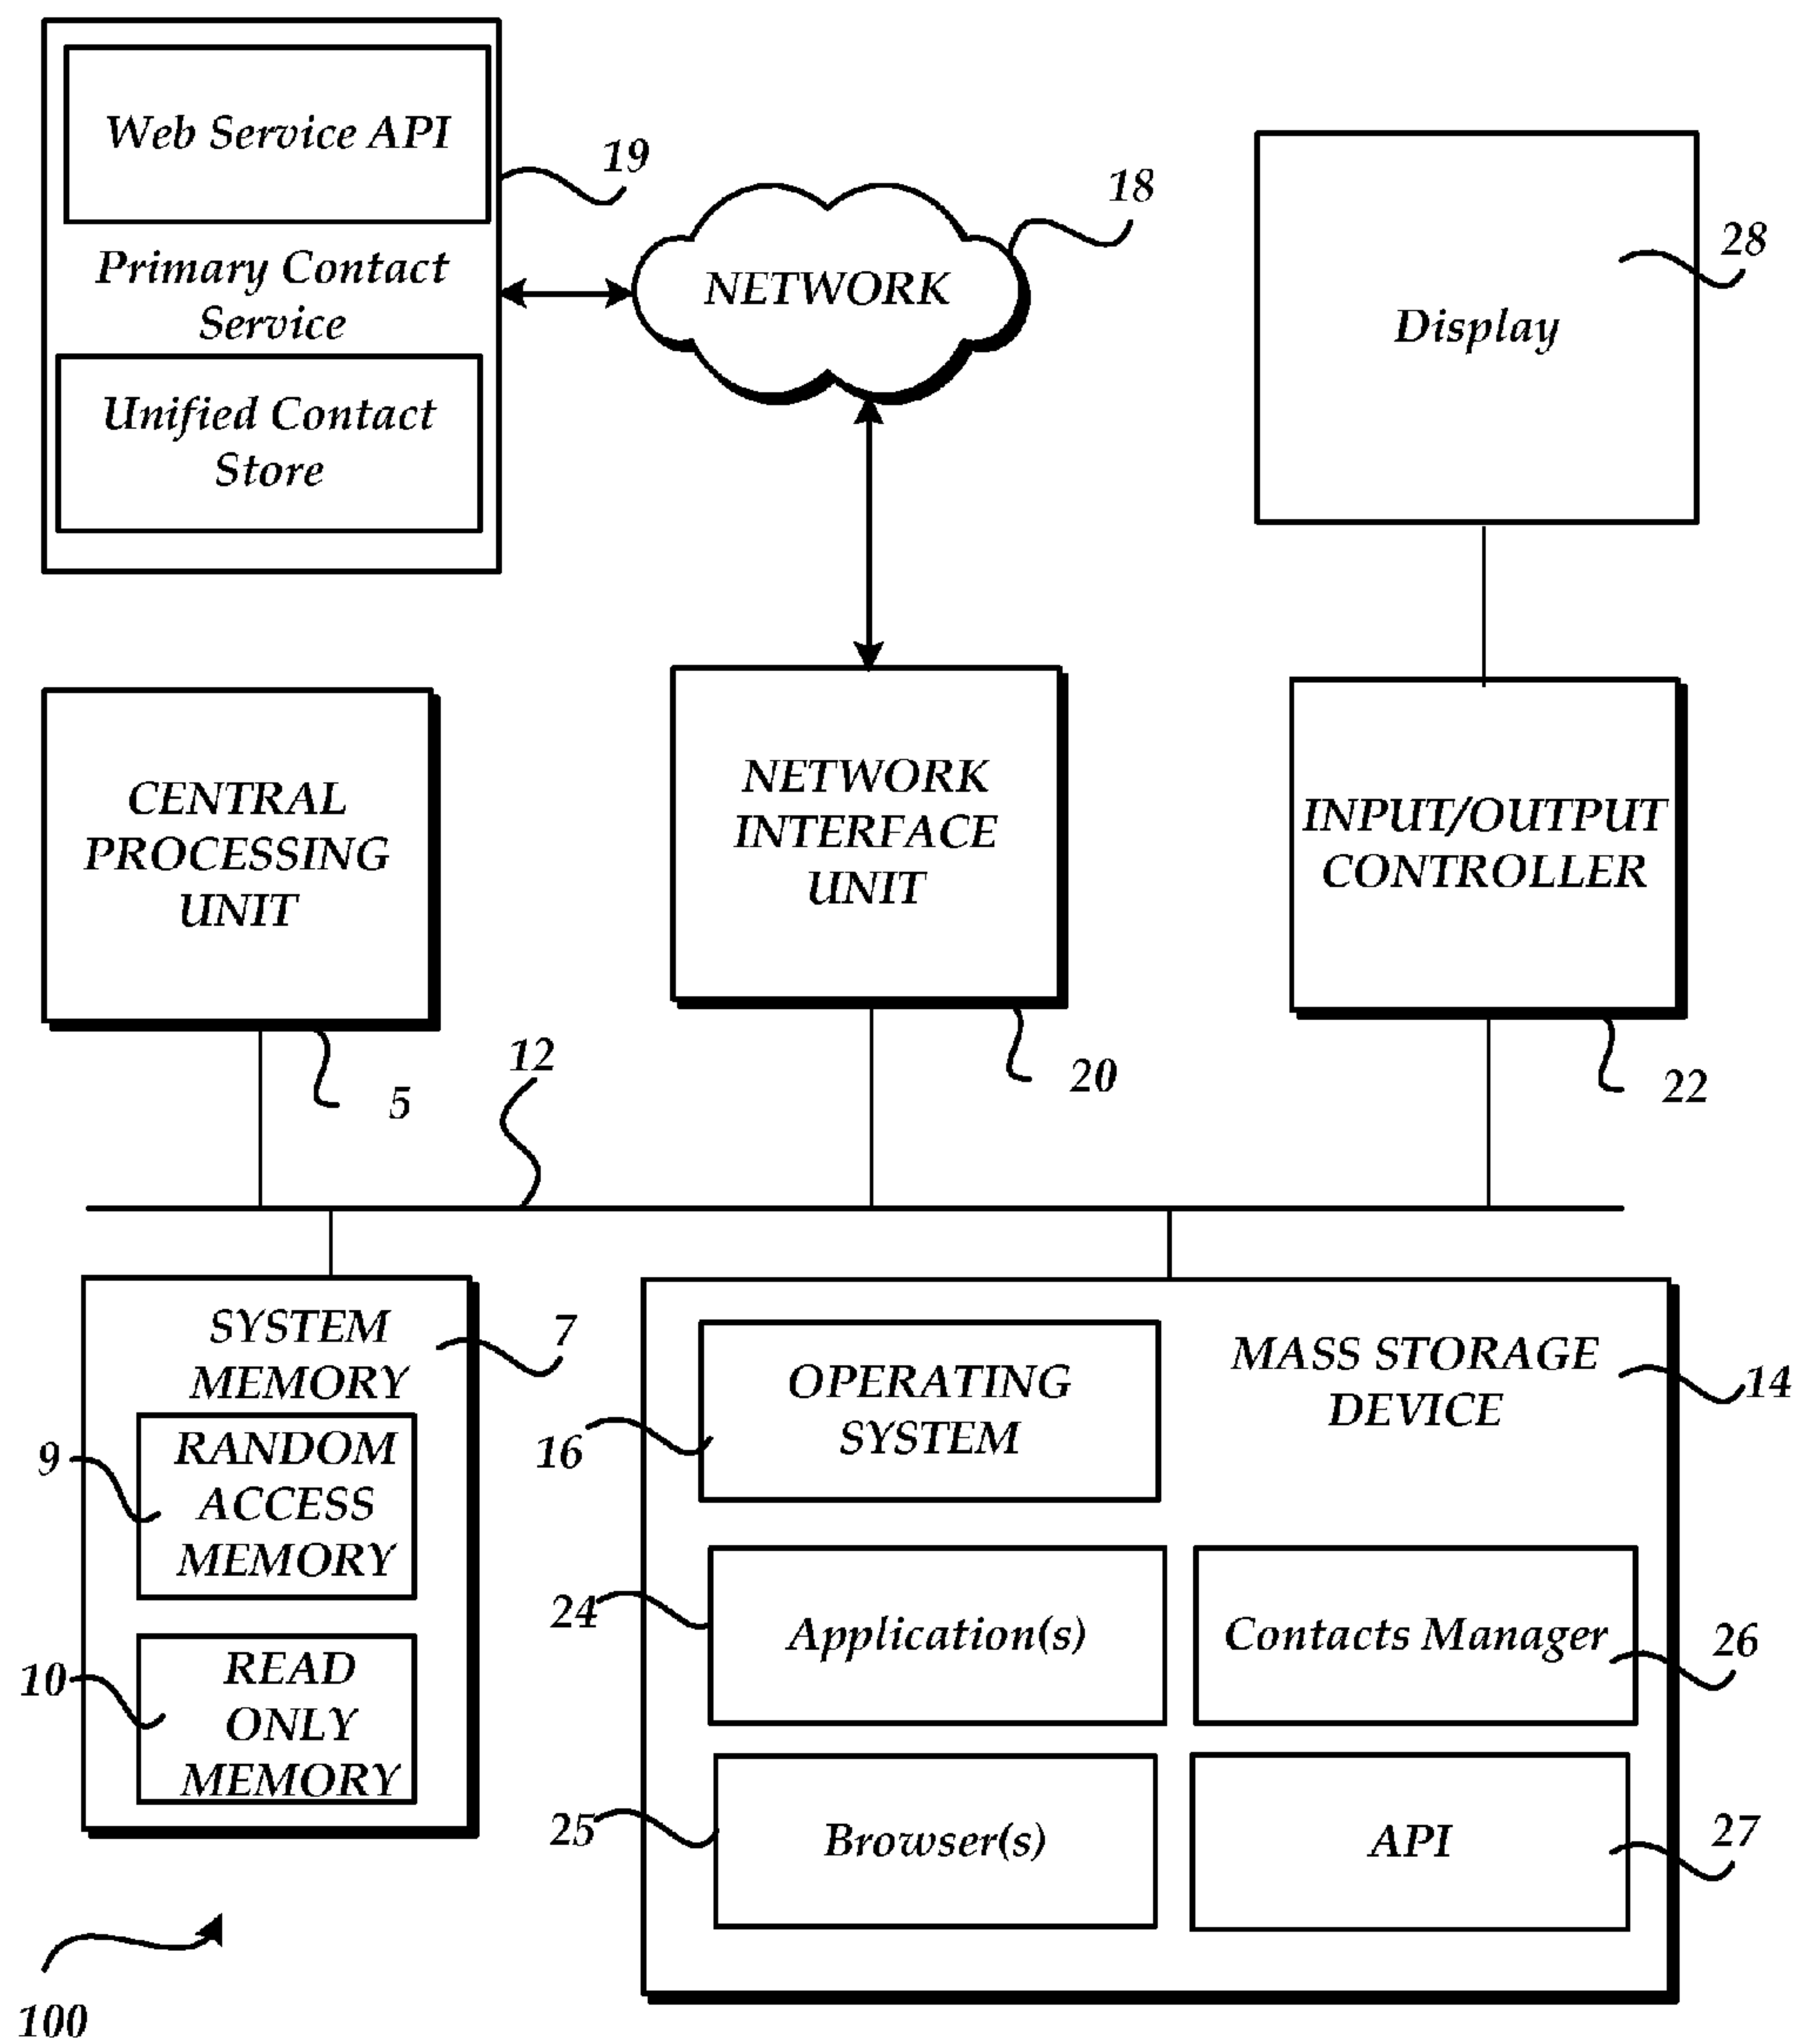 Web Service API
19
Primary Contact
Service
Unified Contact
Store
NETWORK
18
Display
28
CENTRAL
PROCESSING
UNIT
5
NETWORK
INTERFACE
UNIT
20
INPUT/OUTPUT
CONTROLLER
22
12
SYSTEM
MEMORY
7
RANDOM
ACCESS
MEMORY
9
READ
ONLY
MEMORY
10
MASS STORAGE
DEVICE
14
OPERATING
SYSTEM
16
Application(s)
24
Contacts Manager
26
Browser(s)
25
API
27
100